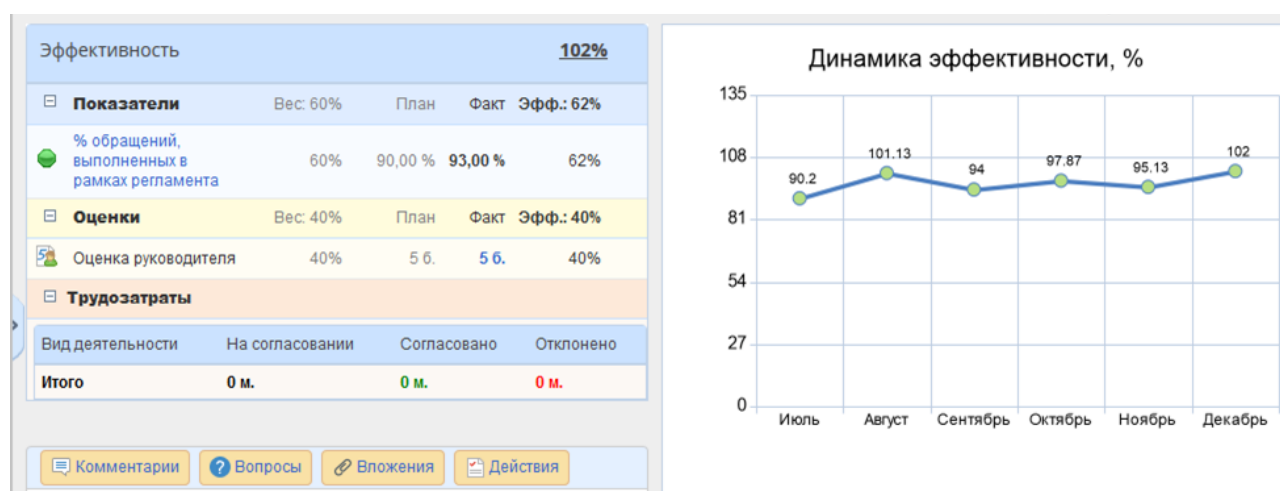 Эффективность 102%
Показатели Вес: 60% План Факт Эфф.: 62%
% обращений,
выполненных в
рамках регламента
60% 90,00 % 93,00 % 62%
Оценки Вес: 40% План Факт Эфф.: 40%
Оценка руководителя 40% 5 б. 5 б. 40%
Трудозатраты
Вид деятельности На согласовании Согласовано Отклонено
Итого 0 м. 0 м. 0 м.
Комментарии Вопросы Вложения Действия
Динамика эффективности, %
135
108
81
54
27
0
90.2 101.13 94 97.87 95.13 102
Июль Август Сентябрь Октябрь Ноябрь Декабрь